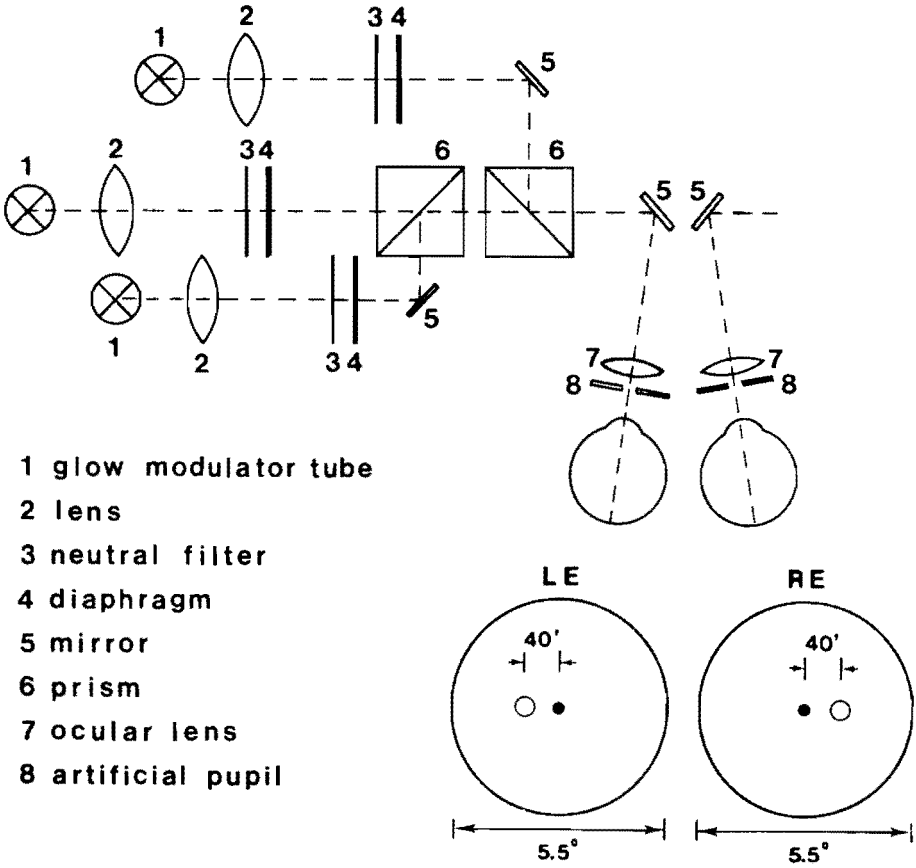 2
3 4
1
5
2
3 4
6
6
1
5 5
5
1
2
3 4
7
7
8
8
1 glow modulator tube
2 lens
3 neutral filter
4 diaphragm
5 mirror
6 prism
7 ocular lens
8 artificial pupil
LE
RE
40'
40'
5.5°
5.5°